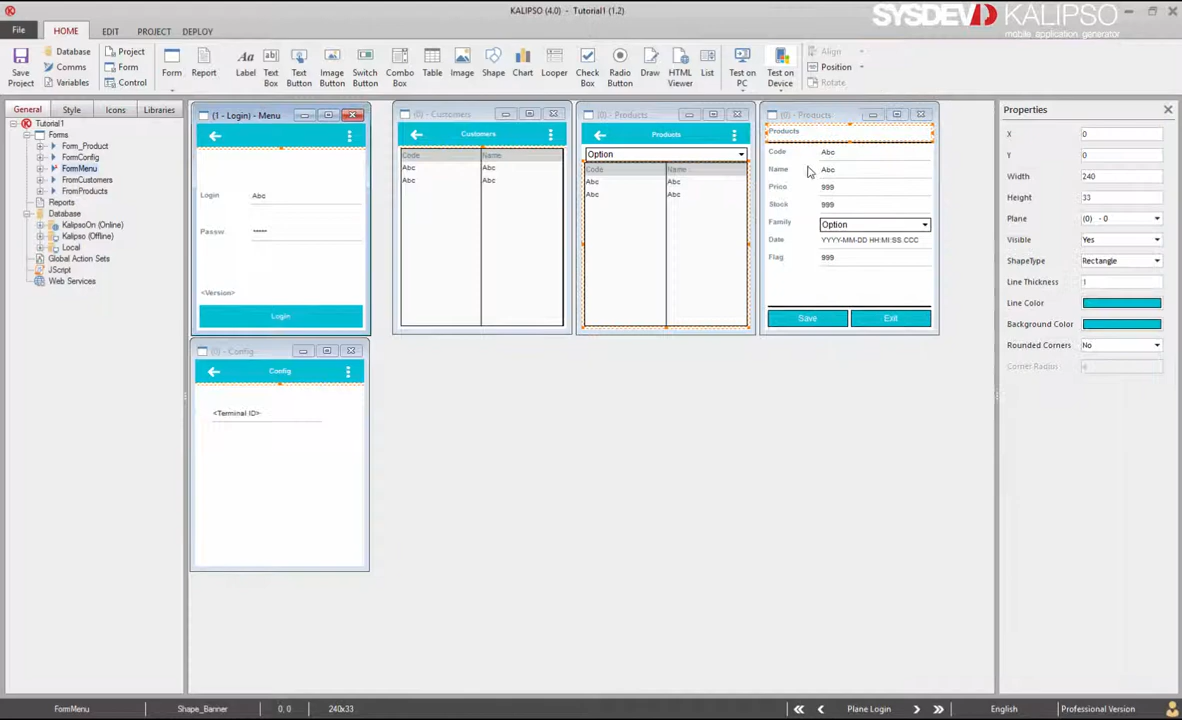 KALIPSO (4.0) - Tutorial1 (1.2)
SYSDEV KALIPSO
mobile application generator
File HOME EDIT PROJECT DEPLOY
Save Project
Database
Comms
Variables
Project
Form
Control
Form
Report
Label
Text Box
Text Button
Image Button
Switch Button
Combo Box
Table
Image
Shape
Chart
Looper
Check Box
Radio Button
Draw
HTML Viewer
List
Test on PC
Test on Device
Align
Position
Rotate
General Style Icons Libraries
Tutorial1
Forms
Form_Product
FormConfig
FormMenu
FromCustomers
FromProducts
Reports
Database
KalipsoOn (Online)
Kalipso (Offline)
Local
Global Action Sets
JScript
Web Services
(1 - Login) - Menu
Login Abc
Passw *****
<Version>
Login
(0) - Customers
Customers
Code Name
Abc Abc
Abc Abc
(0) - Products
Products
Option
Code Name
Abc Abc
Abc Abc
(0) - Products
Products
Code Abc
Name Abc
Price 999
Stock 999
Family Option
Date YYYY-MM-DD HH:MI:SS.CCC
Flag 999
Save Exit
(0) - Config
Config
<Terminal ID>
Properties
X 0
Y 0
Width 240
Height 33
Plane (0) - 0
Visible Yes
ShapeType Rectangle
Line Thickness 1
Line Color
Background Color
Rounded Corners No
Corner Radius
FormMenu Shape_Banner 0, 0 240x33 Plane Login English Professional Version